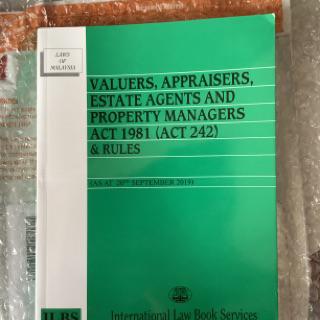 LAWS
OF
MALAYSIA
VALUERS, APPRAISERS,
ESTATE AGENTS AND
PROPERTY MANAGERS
ACT 1981 (ACT 242)
& RULES
(AS AT 20TH SEPTEMBER 2019)
ILBS
International Law Book Services